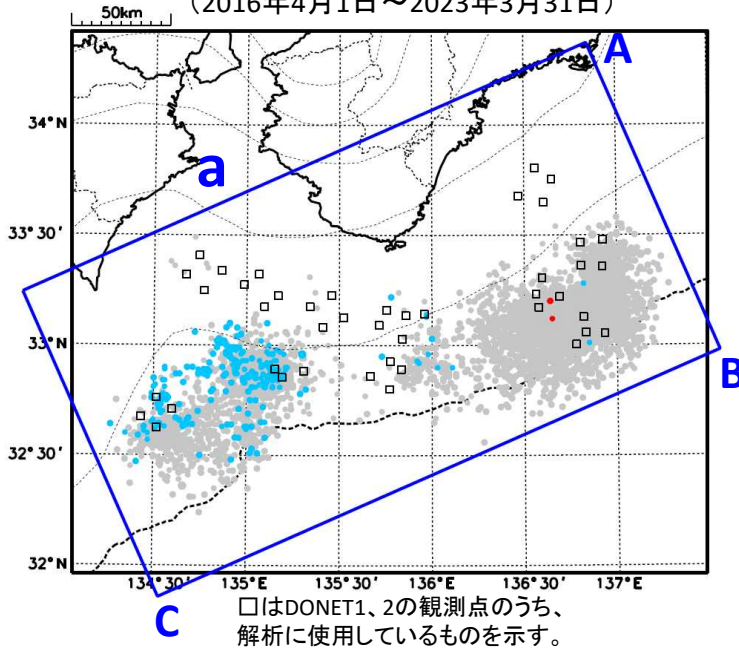 50km
(2016年4月1日~2023年3月31日)
A
34°N
a
33°30′
33°N
B
32°30′
32°N
134°30′ 135°E 135°30′ 136°E 136°30′ 137°E
C
□はDONET1、2の観測点のうち、
解析に使用しているものを示す。